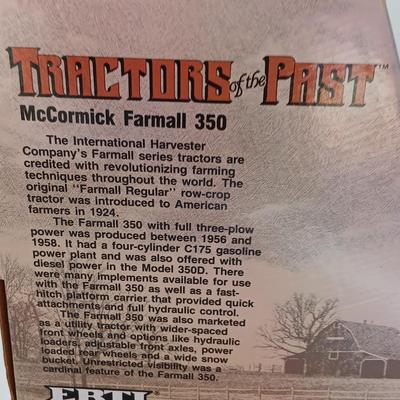 TRACTORS of the PAST™
McCormick Farmall 350
The International Harvester
Company's Farmall series tractors are
credited with revolutionizing farming
techniques throughout the world. The
original "Farmall Regular" row-crop
tractor was introduced to American
farmers in 1924.
The Farmall 350 with full three-plow
power was produced between 1956 and
1958. It had a four-cylinder C175 gasoline
power plant and was also offered with
diesel power in the Model 350D. There
were many implements available for use
with the Farmall 350 as well as a fast-
hitch platform carrier that provided quick
attachments and full hydraulic control.
The Farmall 350 was also marketed
as a utility tractor with wider-spaced
front wheels and options like hydraulic
loaders, adjustable front axles, power
loaded rear wheels and a wide snow
bucket. Unrestricted visibility was a
cardinal feature of the Farmall 350.
ERTL®